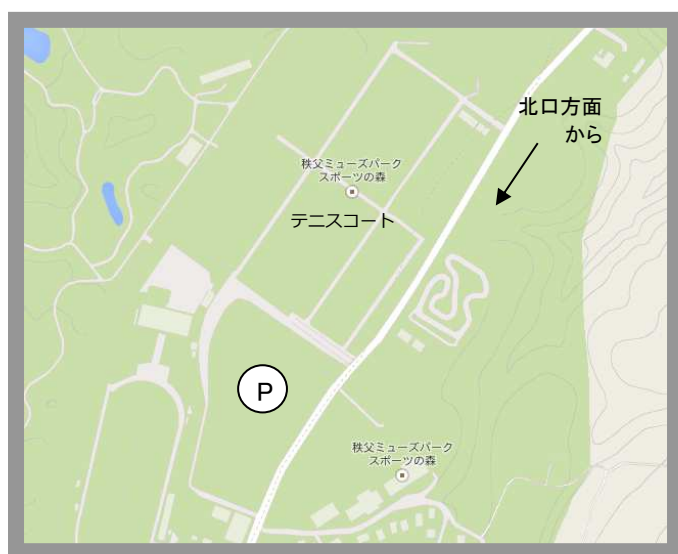 北口方面
から
秩父ミューズパーク
スポーツの森
テニスコート
P
秩父ミューズパーク
スポーツの森